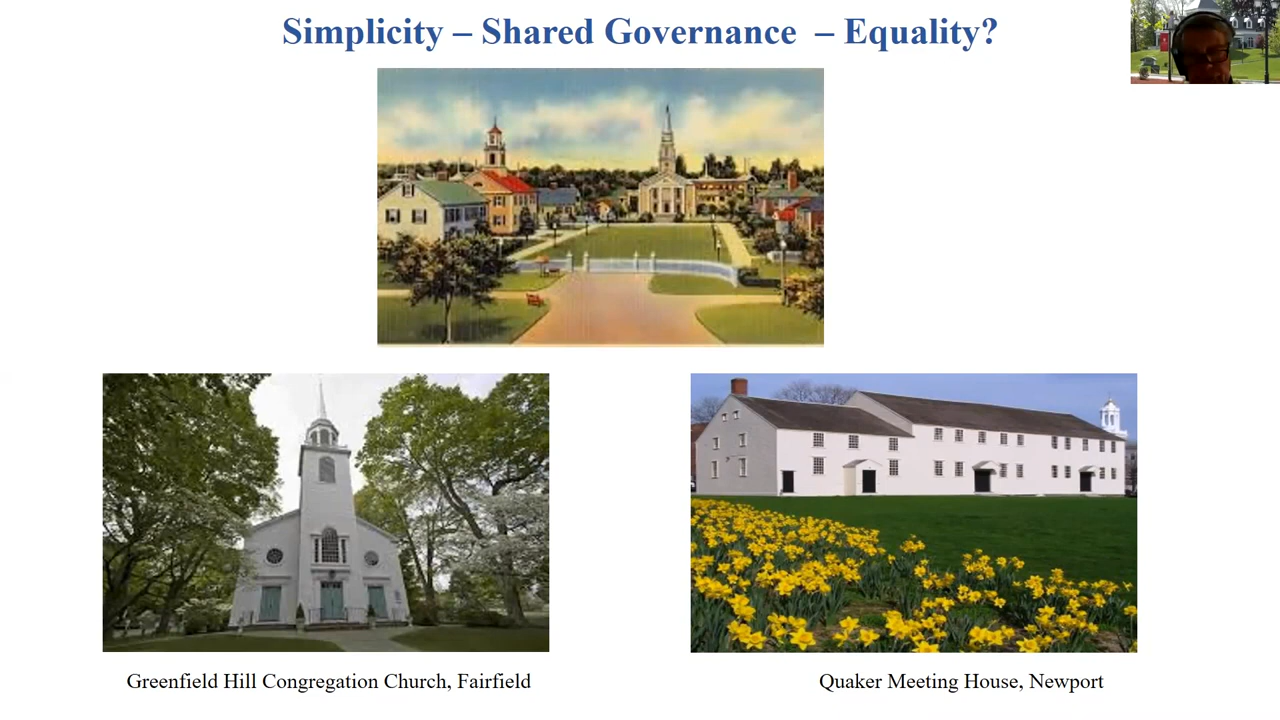 Simplicity – Shared Governance – Equality?
Greenfield Hill Congregation Church, Fairfield
Quaker Meeting House, Newport